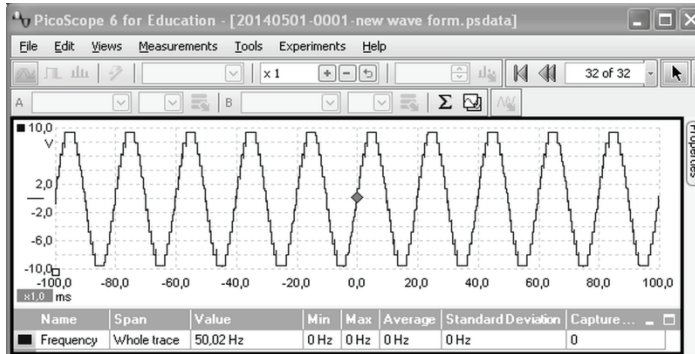 PicoScope 6 for Education - [20140501-0001-new wave form.psdata]
File Edit Views Measurements Tools Experiments Help
x 1 32 of 32
A B Σ
Properties
10,0
V
2,0
-2,0
-6,0
-10,0
-100,0 -80,0 -60,0 -40,0 -20,0 0,0 20,0 40,0 60,0 80,0 100,0
x1,0 ms
Name Span Value Min Max Average Standard Deviation Capture ...
Frequency Whole trace 50,02 Hz 0 Hz 0 Hz 0 Hz 0 Hz 0